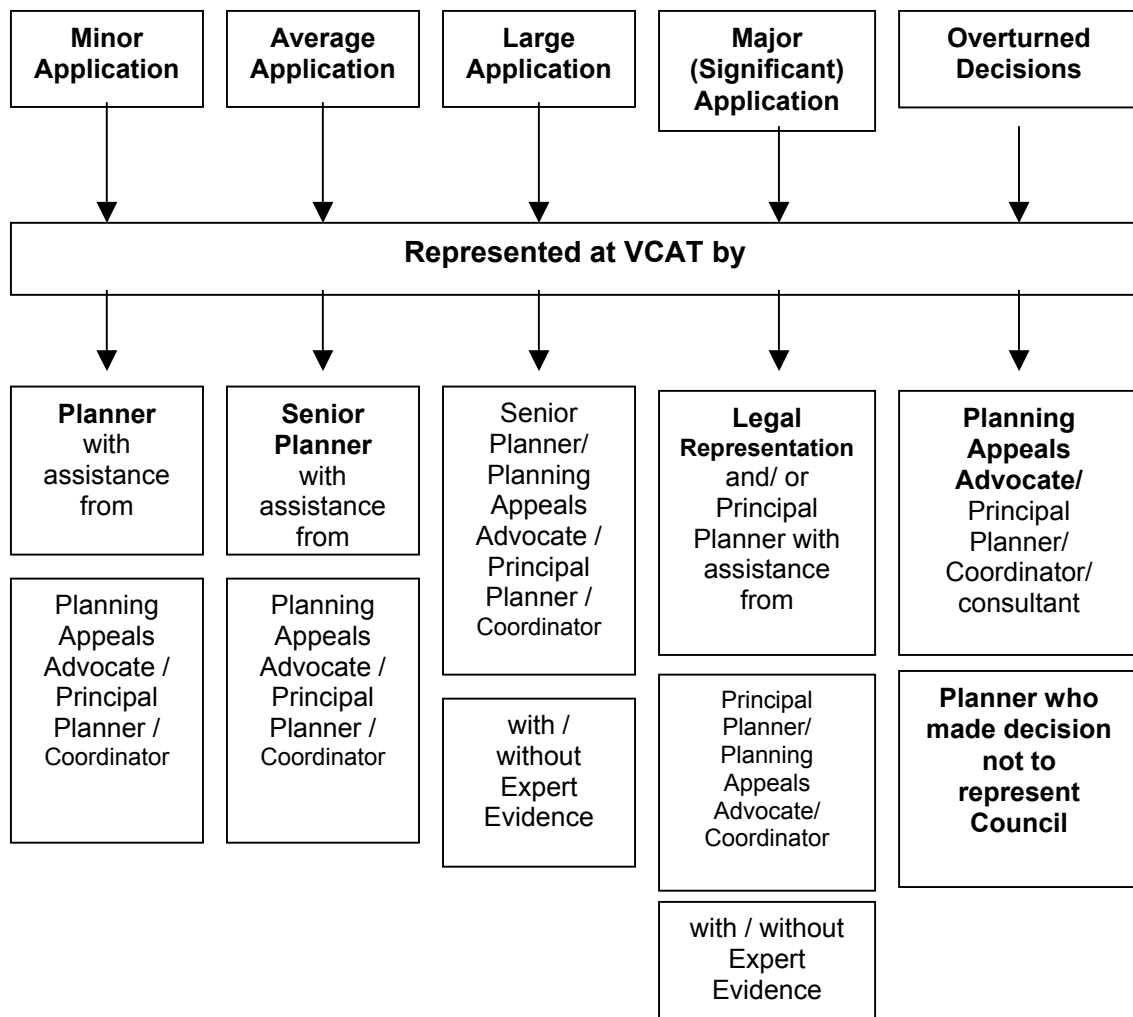 Minor
Application
Average
Application
Large
Application
Major
(Significant)
Application
Overturned
Decisions
Represented at VCAT by
Planner
with
assistance
from
Planning
Appeals
Advocate /
Principal
Planner /
Coordinator
Senior
Planner
with
assistance
from
Planning
Appeals
Advocate /
Principal
Planner /
Coordinator
Senior
Planner/
Planning
Appeals
Advocate /
Principal
Planner /
Coordinator
with /
without
Expert
Evidence
Legal
Representation
and/ or
Principal
Planner with
assistance
from
Principal
Planner/
Planning
Appeals
Advocate/
Coordinator
with / without
Expert
Evidence
Planning
Appeals
Advocate/
Principal
Planner/
Coordinator/
consultant
Planner who
made decision
not to
represent
Council